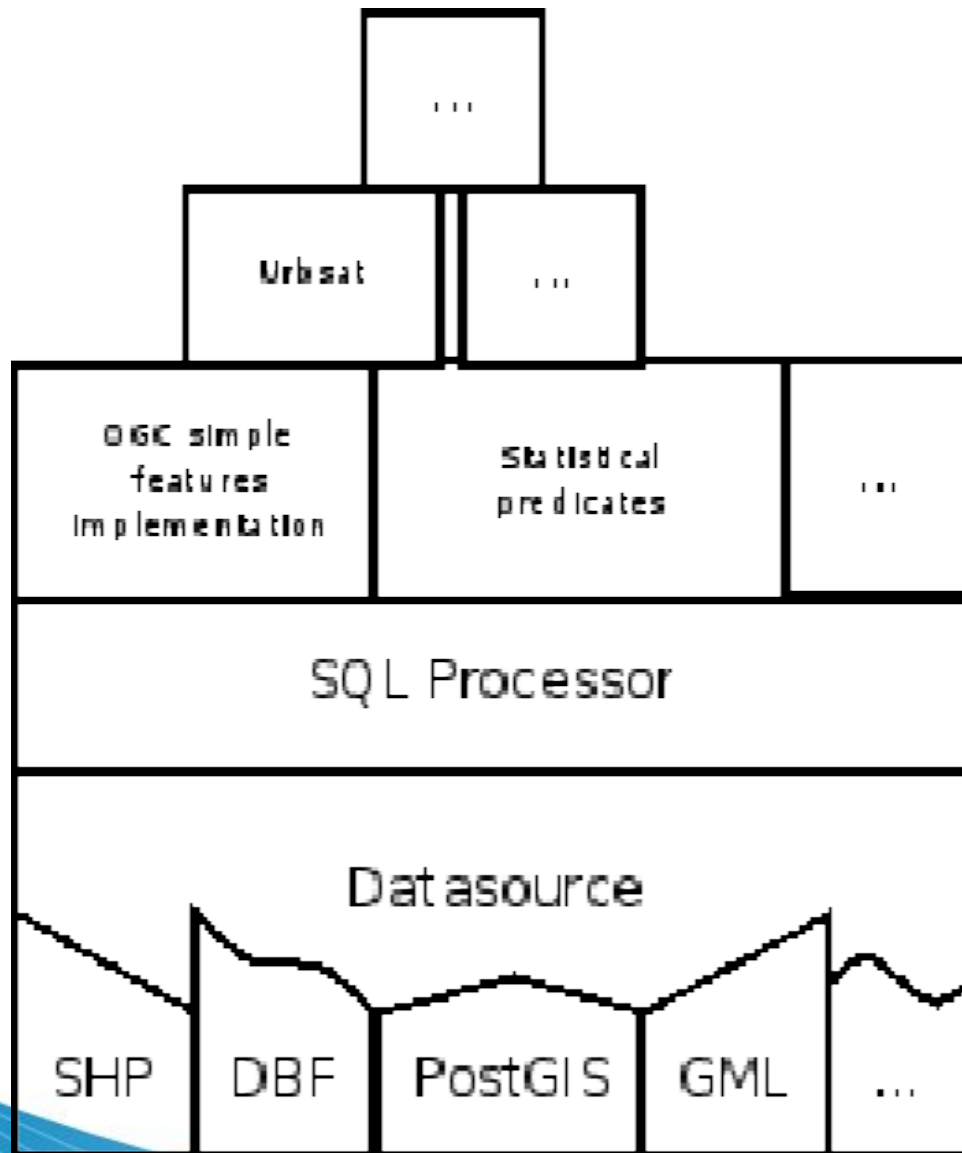 ...
Urbsat
...
OGC simple
features
implementation
Statistical
predicates
...
SQL Processor
Datasource
SHP
DBF
PostGIS
GML
...